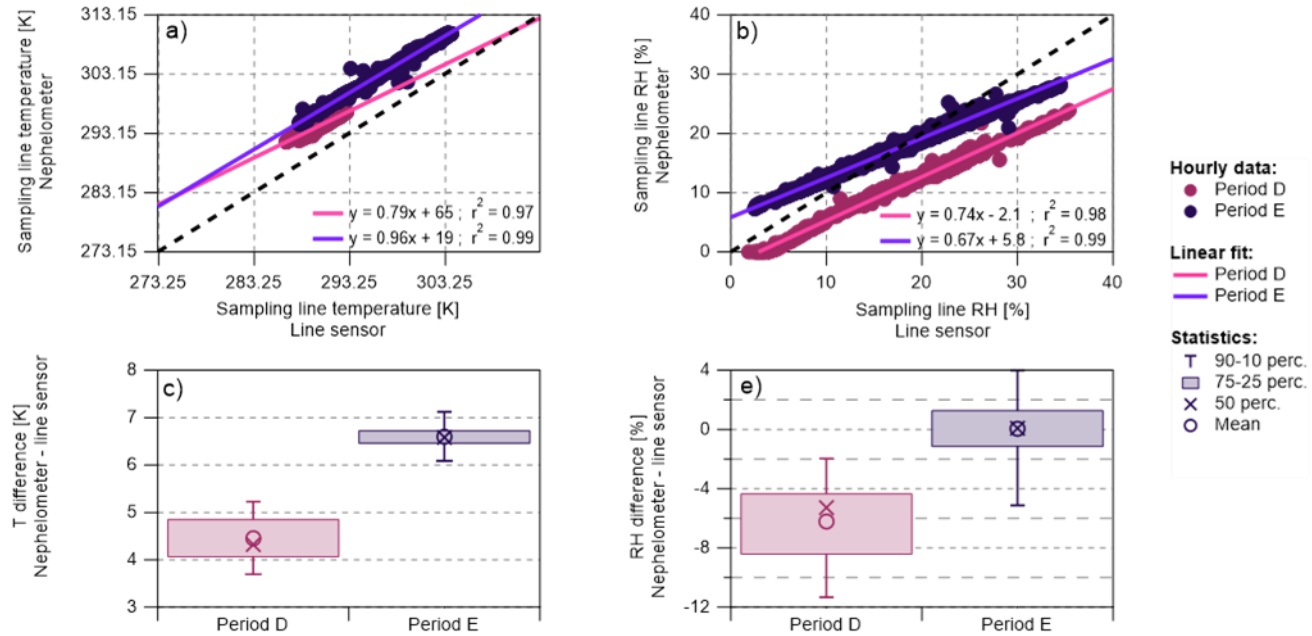 a)
Sampling line temperature [K]
Nephelometer
313.15
303.15
293.15
283.15
273.15
y = 0.79x + 65 ; r² = 0.97
y = 0.96x + 19 ; r² = 0.99
273.25 283.25 293.25 303.25
Sampling line temperature [K]
Line sensor
b)
Sampling line RH [%]
Nephelometer
40
30
20
10
0
y = 0.74x - 2.1 ; r² = 0.98
y = 0.67x + 5.8 ; r² = 0.99
0 10 20 30 40
Sampling line RH [%]
Line sensor
Hourly data:
Period D
Period E
Linear fit:
Period D
Period E
Statistics:
90-10 perc.
75-25 perc.
50 perc.
Mean
c)
T difference [K]
Nephelometer - line sensor
8
7
6
5
4
3
Period D Period E
e)
RH difference [%]
Nephelometer - line sensor
4
0
-4
-8
-12
Period D Period E